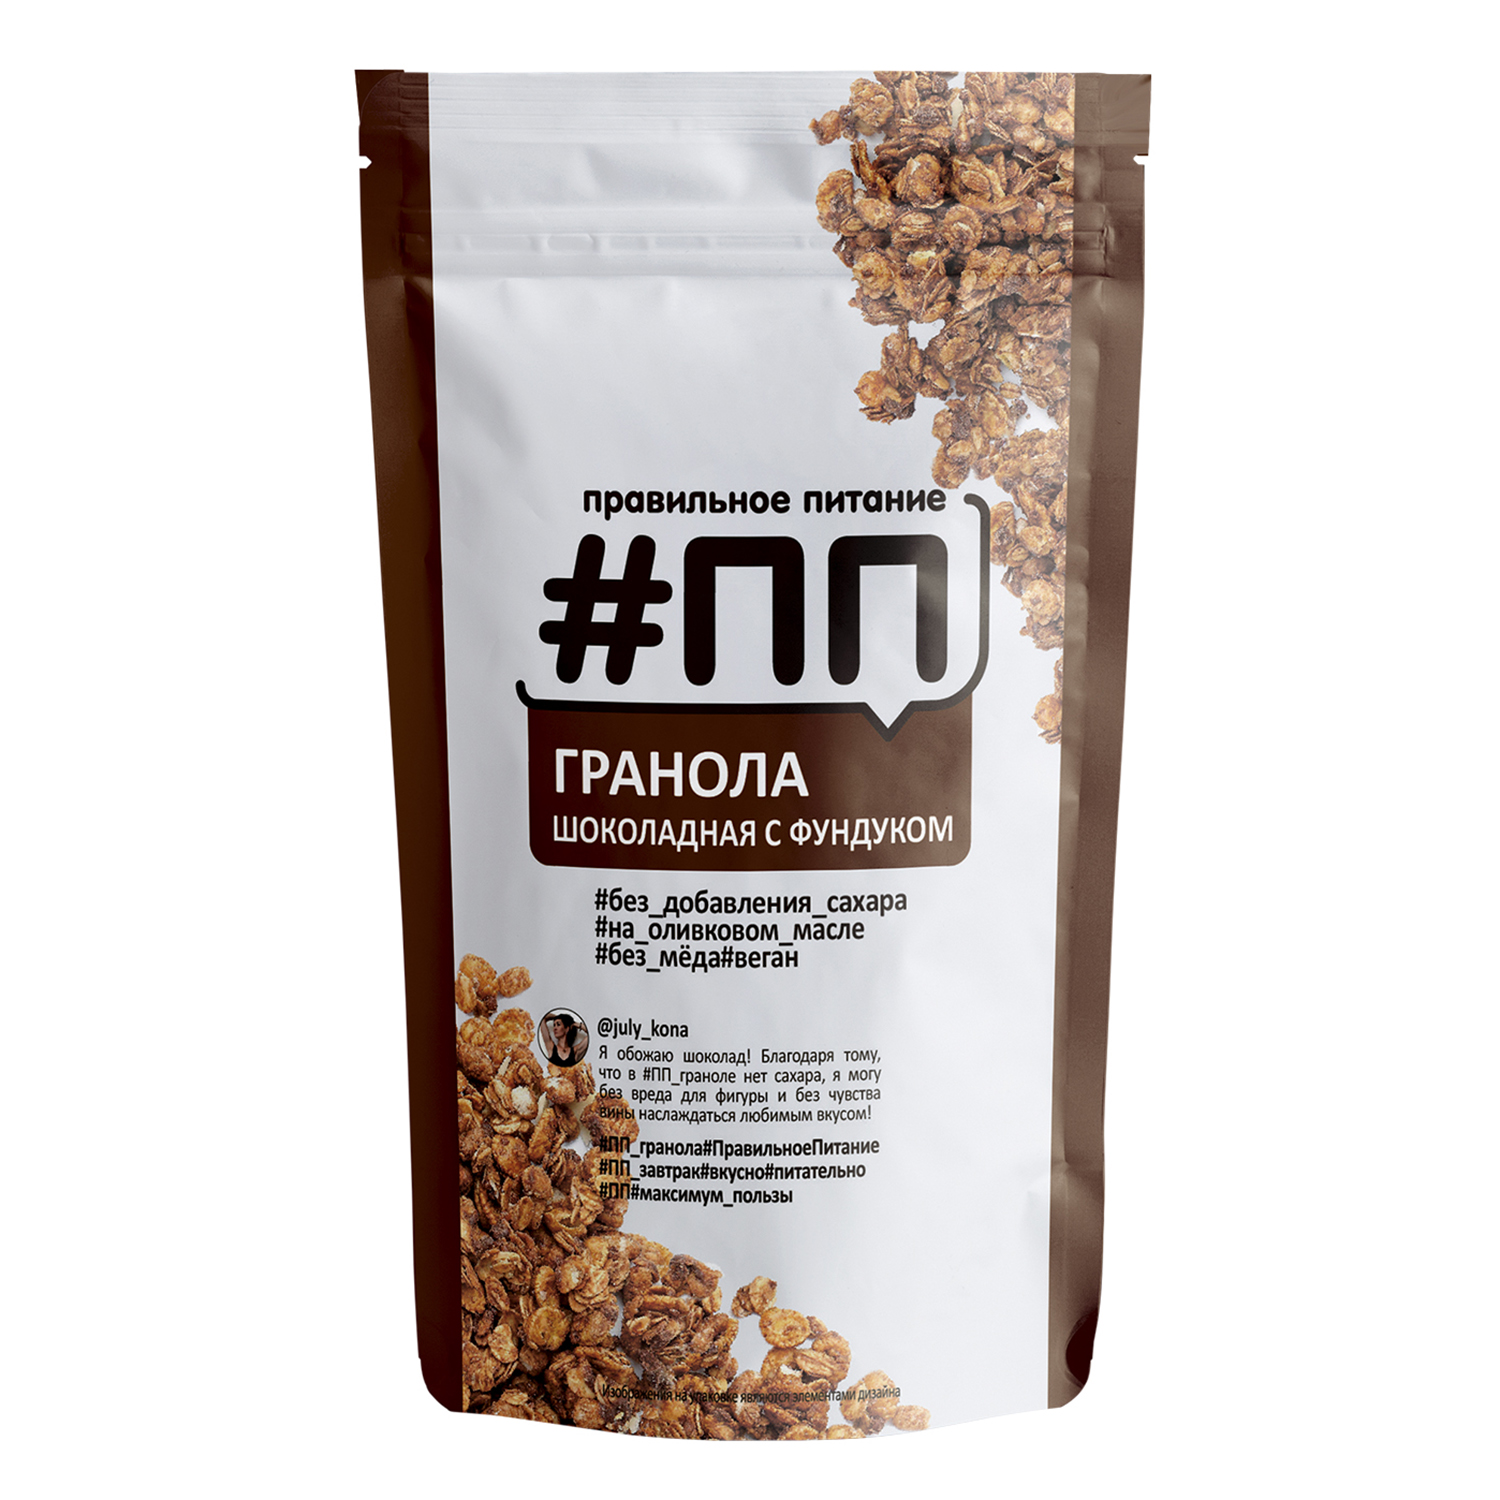 правильное питание
#ПП
ГРАНОЛА
ШОКОЛАДНАЯ С ФУНДУКОМ
#без_добавления_сахара
#на_оливковом_масле
#без_мёда#веган
@july_kona
Я обожаю шоколад! Благодаря тому,
что в #ПП_граноле нет сахара, я могу
без вреда для фигуры и без чувства
вины наслаждаться любимым вкусом!
#ПП_гранола#ПравильноеПитание
#ПП_завтрак#вкусно#питательно
#ПП#максимум_пользы
Изображения на упаковке являются элементами дизайна